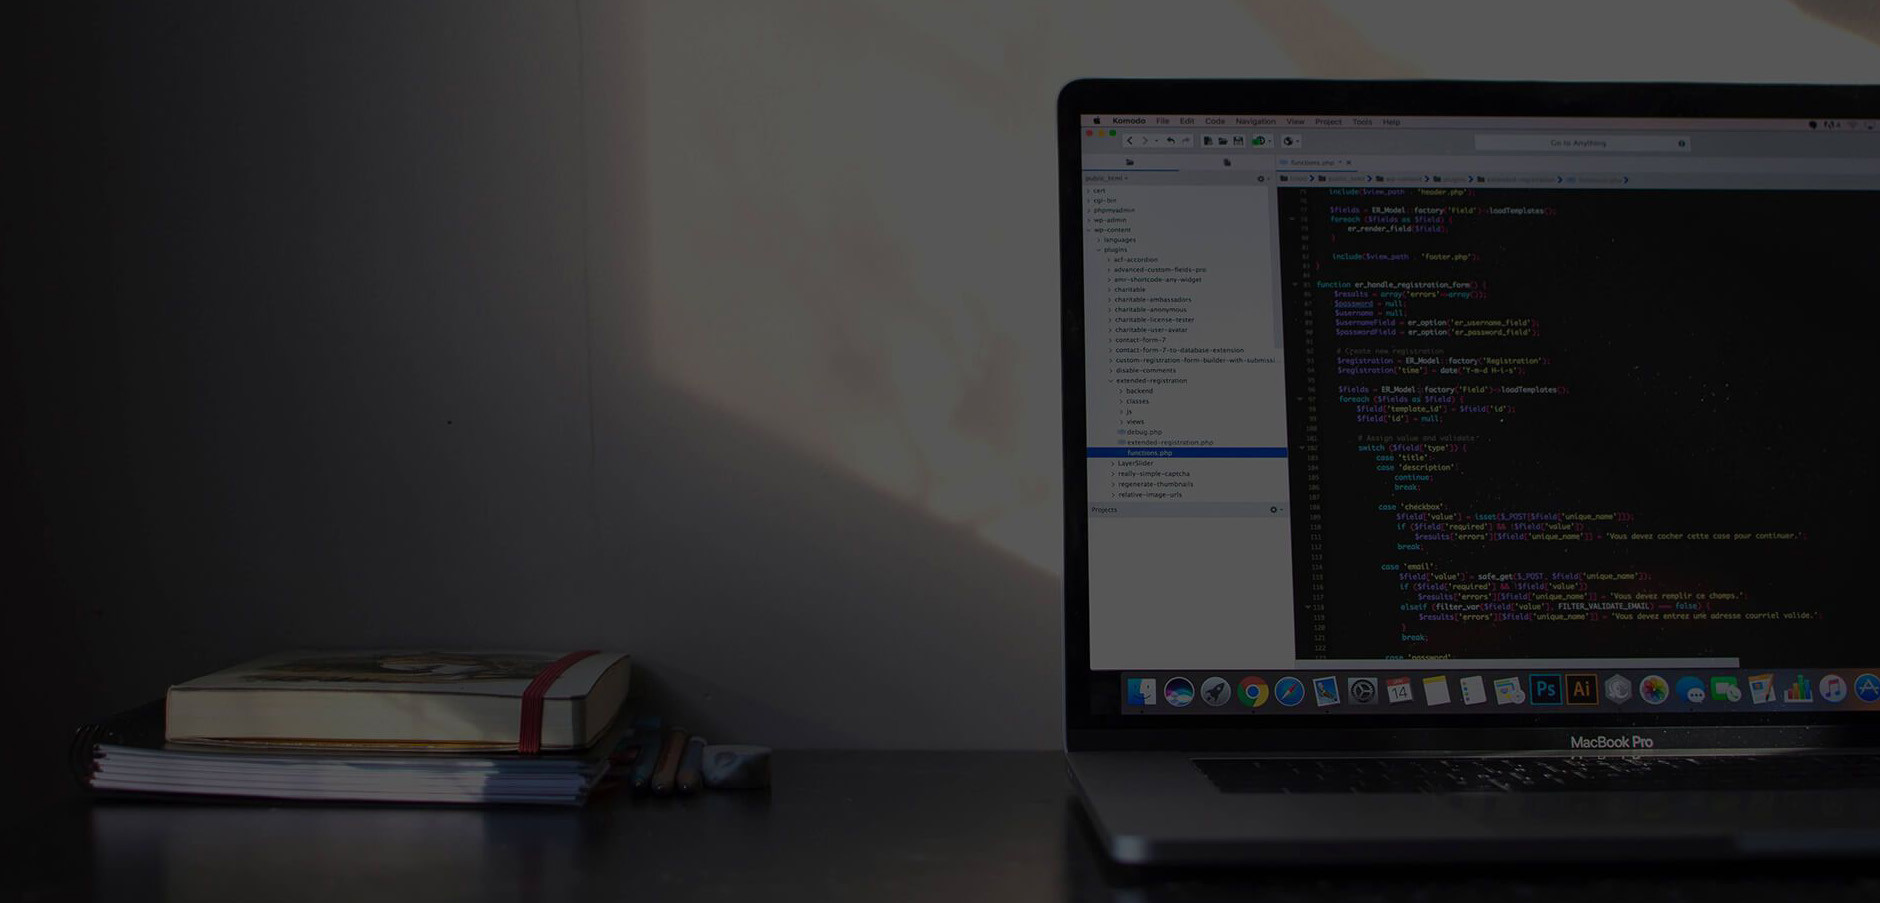 Komodo File Edit Code Navigation View Project Tools Help
Go to Anything
functions.php
public_html
cert
cgi-bin
phpmyadmin
wp-admin
wp-content
languages
plugins
acf-accordion
advanced-custom-fields-pro
amr-shortcode-any-widget
charitable
charitable-ambassadors
charitable-anonymous
charitable-license-tester
charitable-user-avatar
contact-form-7
contact-form-7-to-database-extension
custom-registration-form-builder-with-submissi...
disable-comments
extended-registration
backend
classes
js
views
debug.php
extended-registration.php
functions.php
LayerSlider
really-simple-captcha
regenerate-thumbnails
relative-image-urls
Projects
include($view_path . 'header.php');
$fields = ER_Model::factory('Field')->loadTemplates();
foreach ($fields as $field) {
er_render_field($field);
}
include($view_path . 'footer.php');
}
function er_handle_registration_form() {
$results = array('errors'=>array());
$password = null;
$username = null;
$usernameField = er_option('er_username_field');
$passwordField = er_option('er_password_field');
# Create new registration
$registration = ER_Model::factory('Registration');
$registration['time'] = date('Y-m-d H-i-s');
$fields = ER_Model::factory('Field')->loadTemplates();
foreach ($fields as $field) {
$field['template_id'] = $field['id'];
$field['id'] = null;
# Assign value and validate
switch ($field['type']) {
case 'title':
case 'description':
continue;
break;
case 'checkbox':
$field['value'] = isset($_POST[$field['unique_name']]);
if ($field['required'] && !$field['value'])
$results['errors'][$field['unique_name']] = 'Vous devez cocher cette case pour continuer.';
break;
case 'email':
$field['value'] = safe_get($_POST, $field['unique_name']);
if ($field['required'] && !$field['value'])
$results['errors'][$field['unique_name']] = 'Vous devez remplir ce champs.';
elseif (filter_var($field['value'], FILTER_VALIDATE_EMAIL) === false) {
$results['errors'][$field['unique_name']] = 'Vous devez entrez une adresse courriel valide.';
}
break;
case 'password':
14
Ps
Ai
MacBook Pro